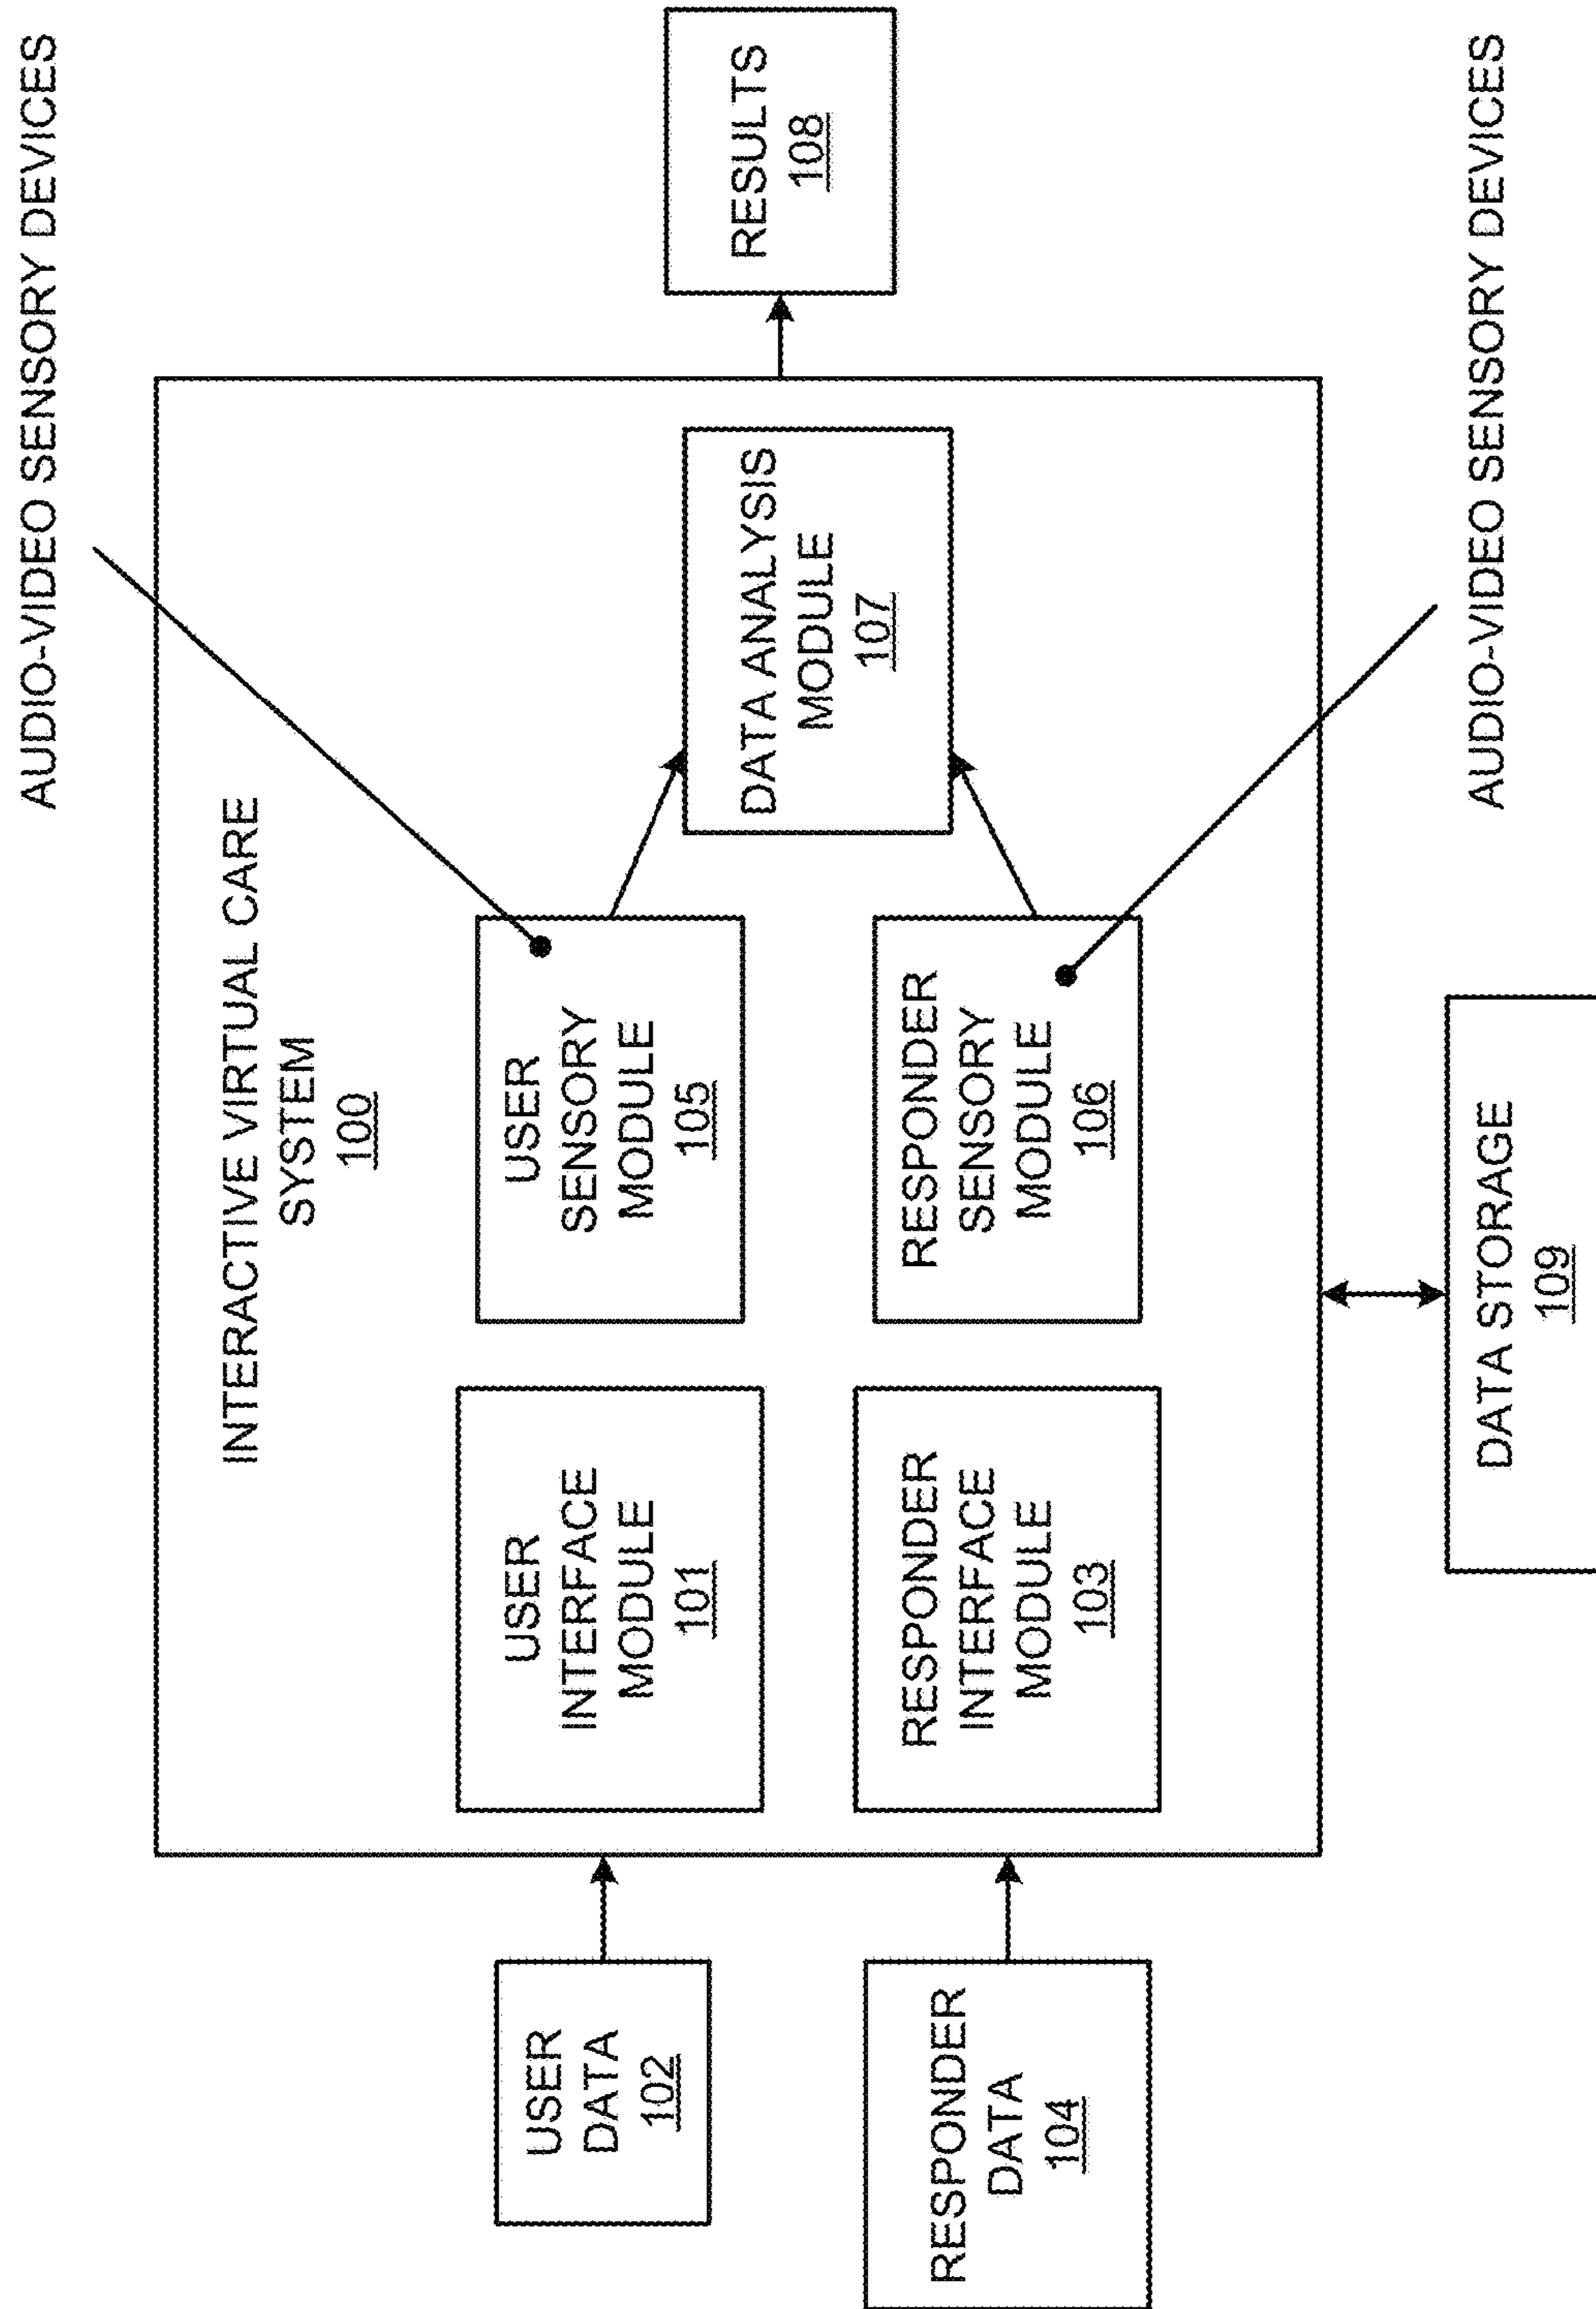 AUDIO-VIDEO SENSORY DEVICES
INTERACTIVE VIRTUAL CARE
SYSTEM
100
USER
DATA
102
USER
INTERFACE
MODULE
101
USER
SENSORY
MODULE
105
DATA ANALYSIS
MODULE
107
RESULTS
108
RESPONDER
DATA
104
RESPONDER
INTERFACE
MODULE
103
RESPONDER
SENSORY
MODULE
106
AUDIO-VIDEO SENSORY DEVICES
DATA STORAGE
109